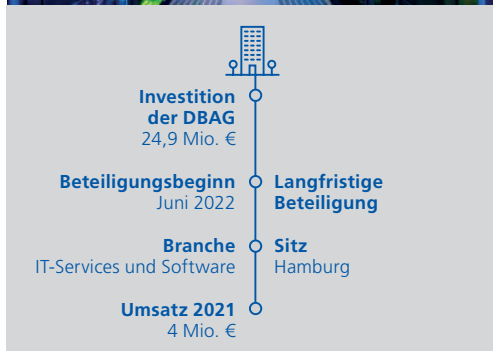 Investition
der DBAG
24,9 Mio. €
Beteiligungsbeginn
Juni 2022
Langfristige
Beteiligung
Branche
IT-Services und Software
Sitz
Hamburg
Umsatz 2021
4 Mio. €